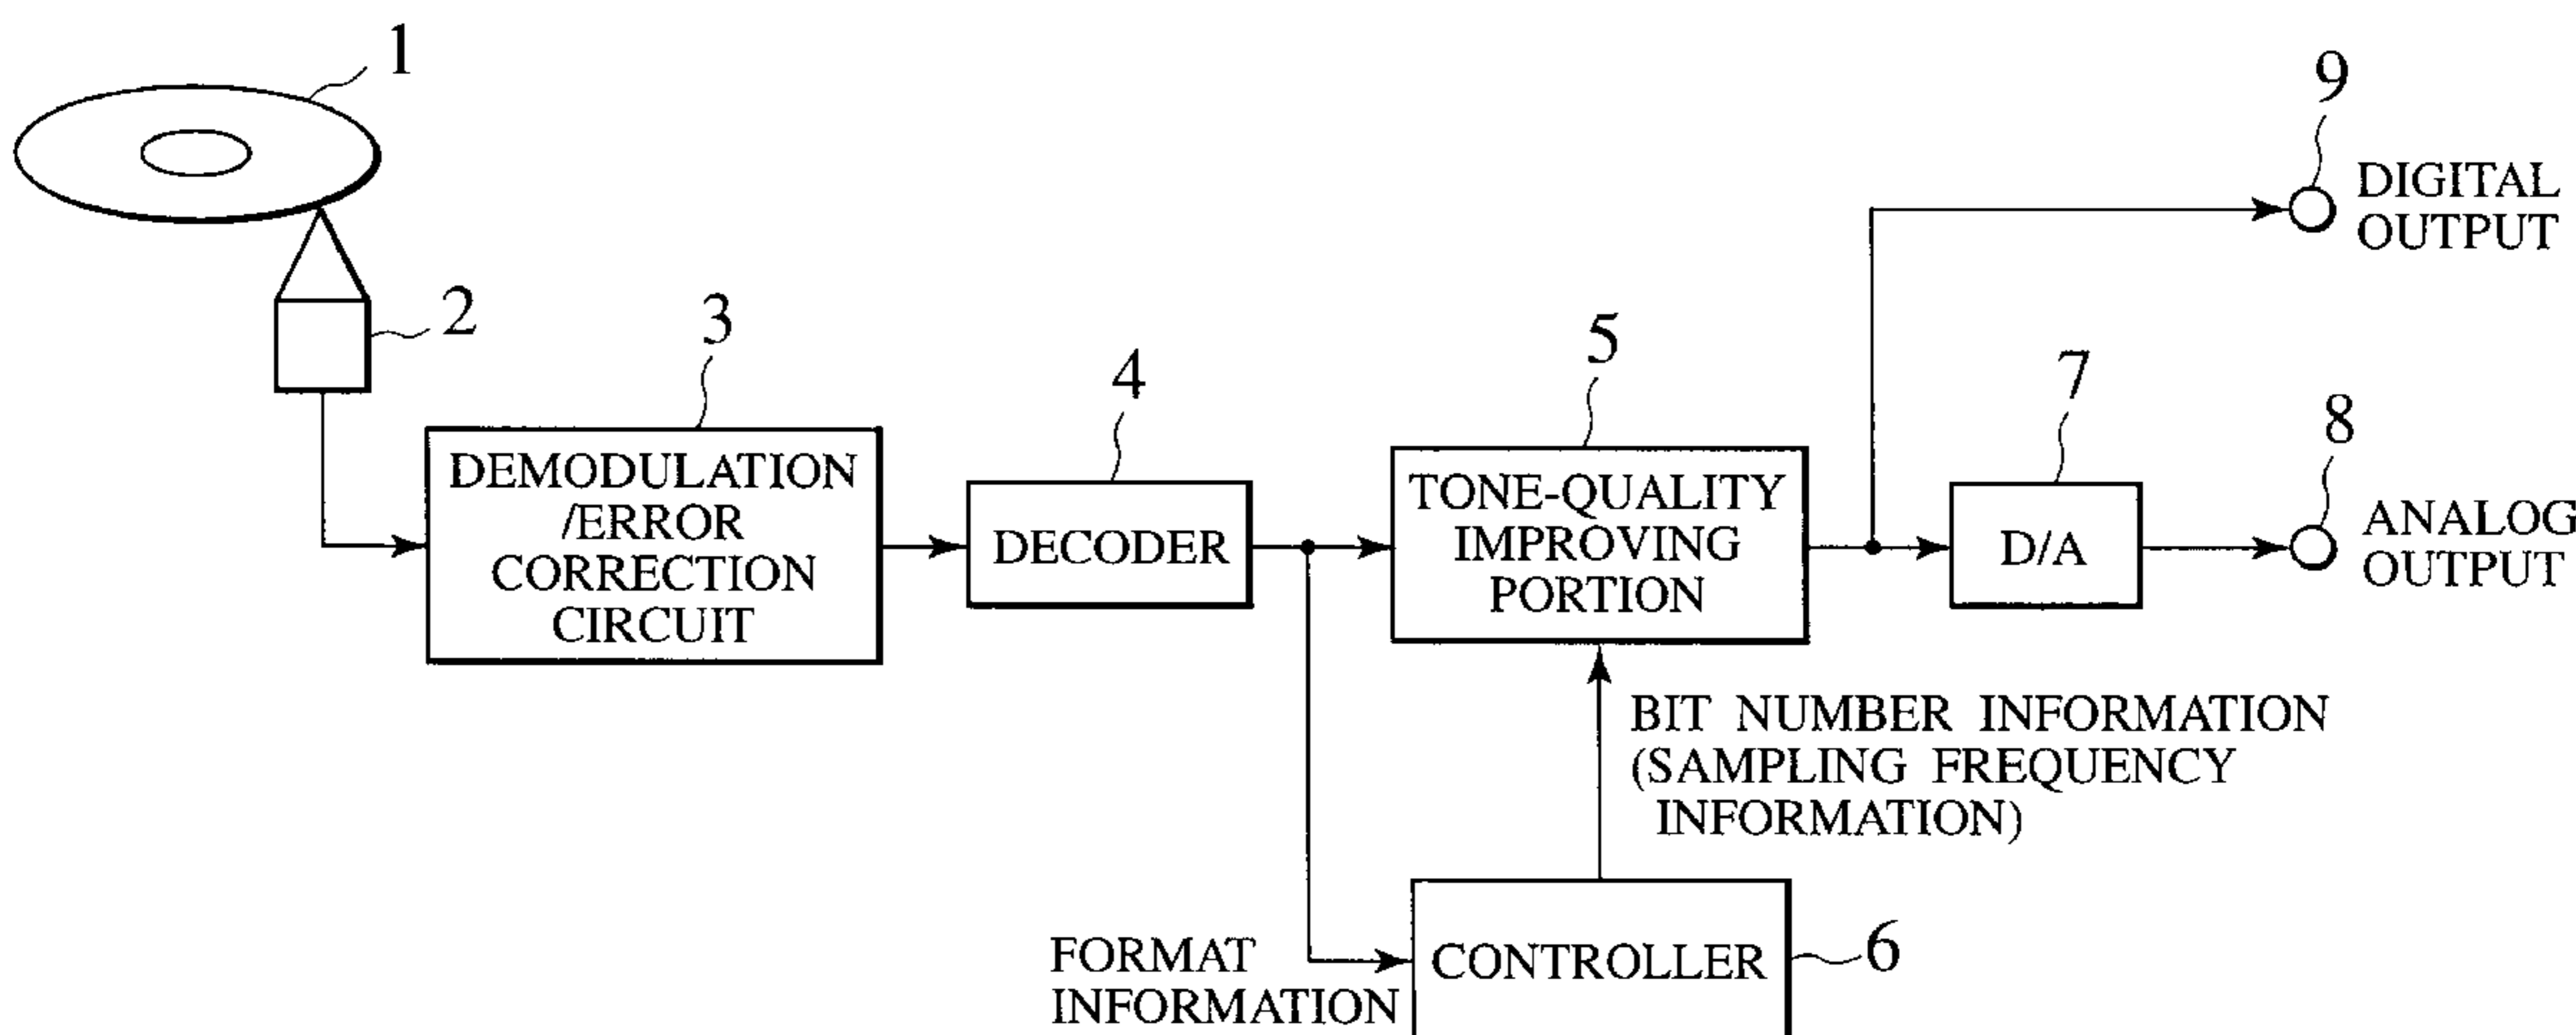 1
9
DIGITAL
OUTPUT
2
3
5
4
7
8
DEMODULATION
/ERROR
CORRECTION
CIRCUIT
DECODER
TONE-QUALITY
IMPROVING
PORTION
D/A
ANALOG
OUTPUT
BIT NUMBER INFORMATION
(SAMPLING FREQUENCY
INFORMATION)
FORMAT
INFORMATION
CONTROLLER
6